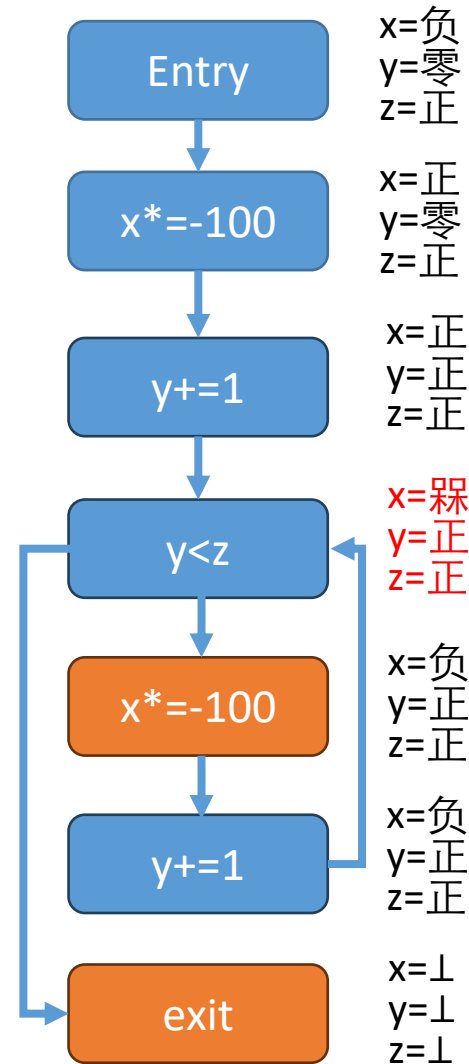 Entry
x=负
y=零
z=正
x*=-100
x=正
y=零
z=正
y+=1
x=正
y=正
z=正
y<z
x=槑
y=正
z=正
x*=-100
x=负
y=正
z=正
y+=1
x=负
y=正
z=正
exit
x=⊥
y=⊥
z=⊥